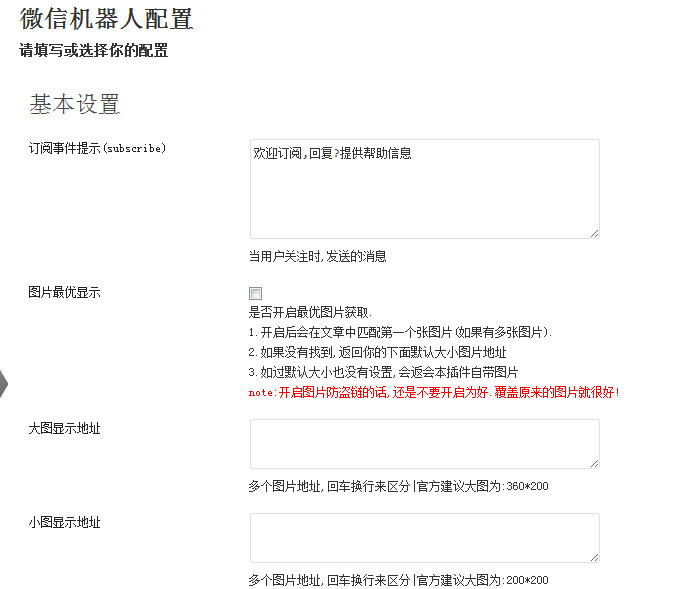 微信机器人配置
请填写或选择你的配置
基本设置
订阅事件提示(subscribe)
欢迎订阅,回复?提供帮助信息
当用户关注时,发送的消息
图片最优显示
是否开启最优图片获取.
1.开启后会在文章中匹配第一个张图片(如果有多张图片).
2.如果没有找到,返回你的下面默认大小图片地址
3.如过默认大小也没有设置,会返会本插件自带图片
note:开启图片防盗链的话,还是不要开启为好.覆盖原来的图片就很好!
大图显示地址
多个图片地址,回车换行来区分|官方建议大图为:360*200
小图显示地址
多个图片地址,回车换行来区分|官方建议大图为:200*200